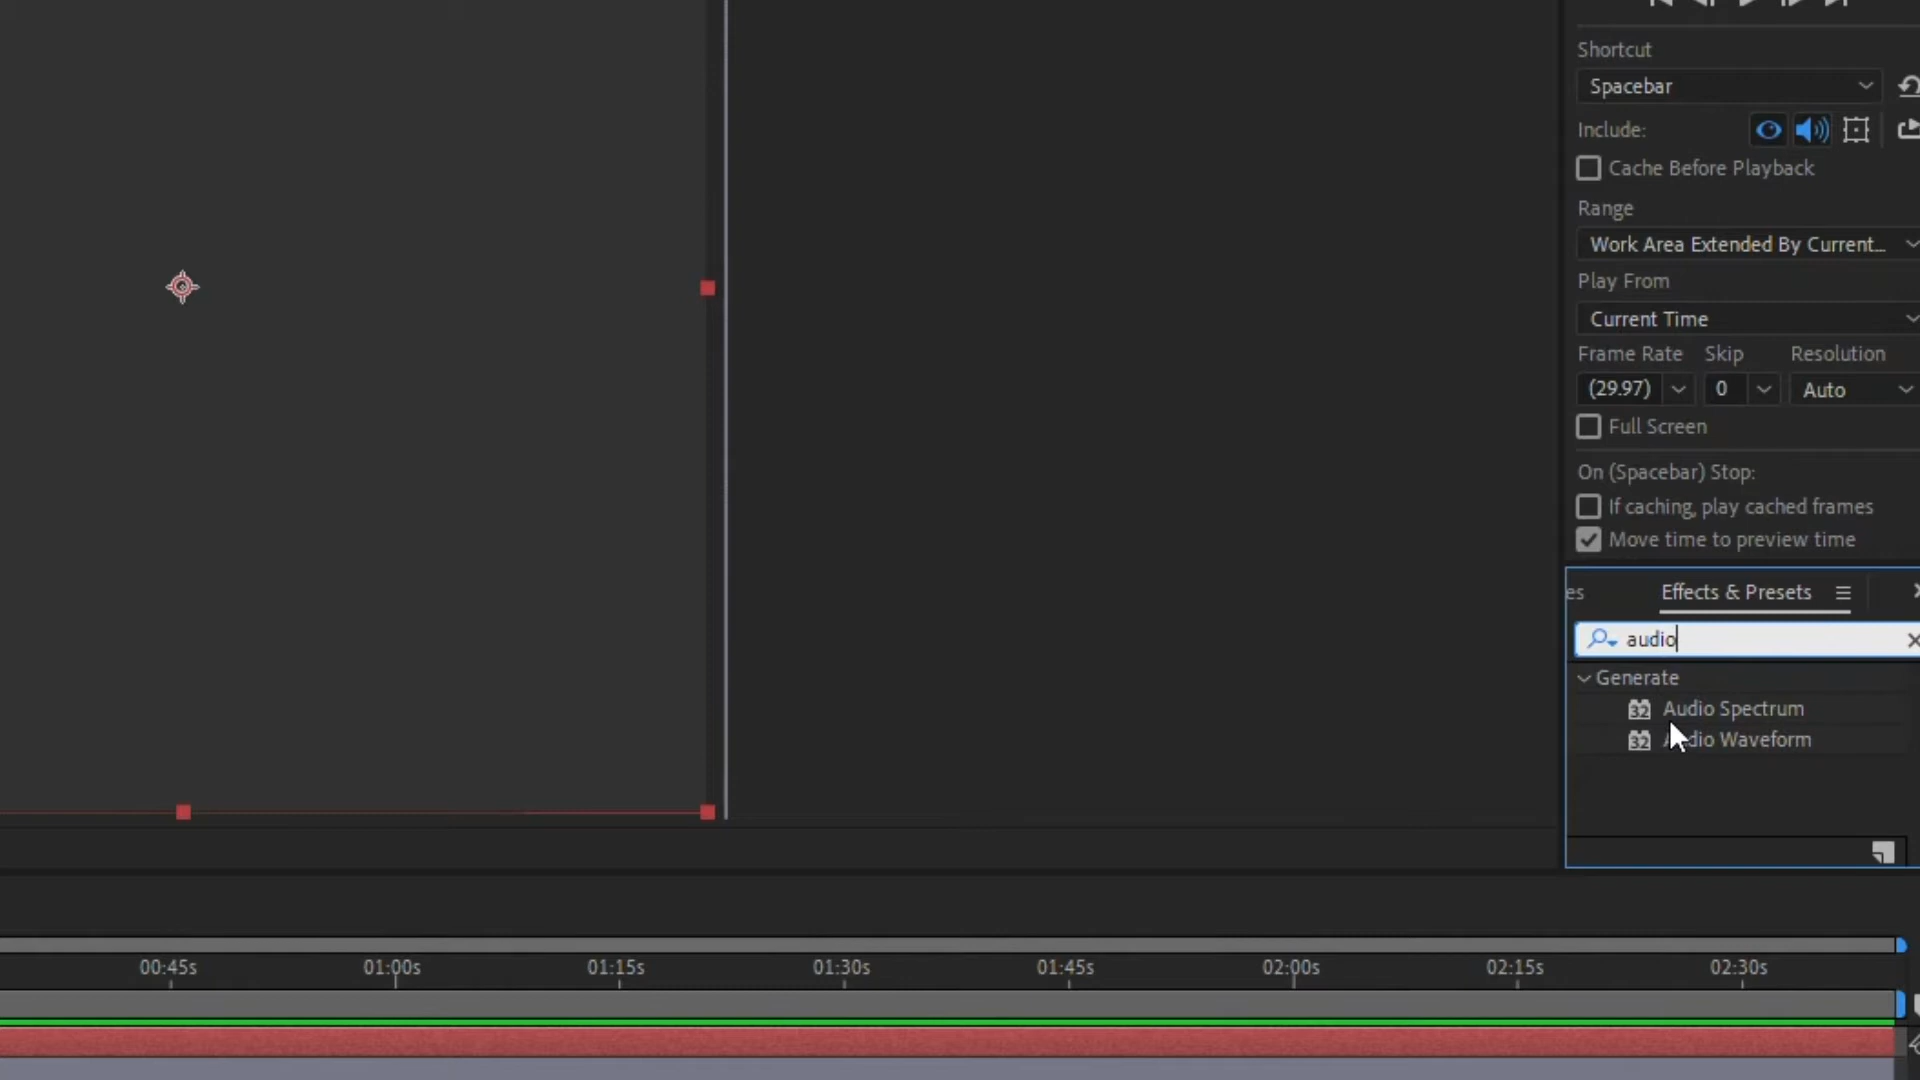 Shortcut
Spacebar
Include:
Cache Before Playback
Range
Work Area Extended By Current...
Play From
Current Time
Frame Rate Skip Resolution
(29.97) 0 Auto
Full Screen
On (Spacebar) Stop:
If caching, play cached frames
Move time to preview time
es Effects & Presets
audio
Generate
32 Audio Spectrum
32 Audio Waveform
00:45s 01:00s 01:15s 01:30s 01:45s 02:00s 02:15s 02:30s